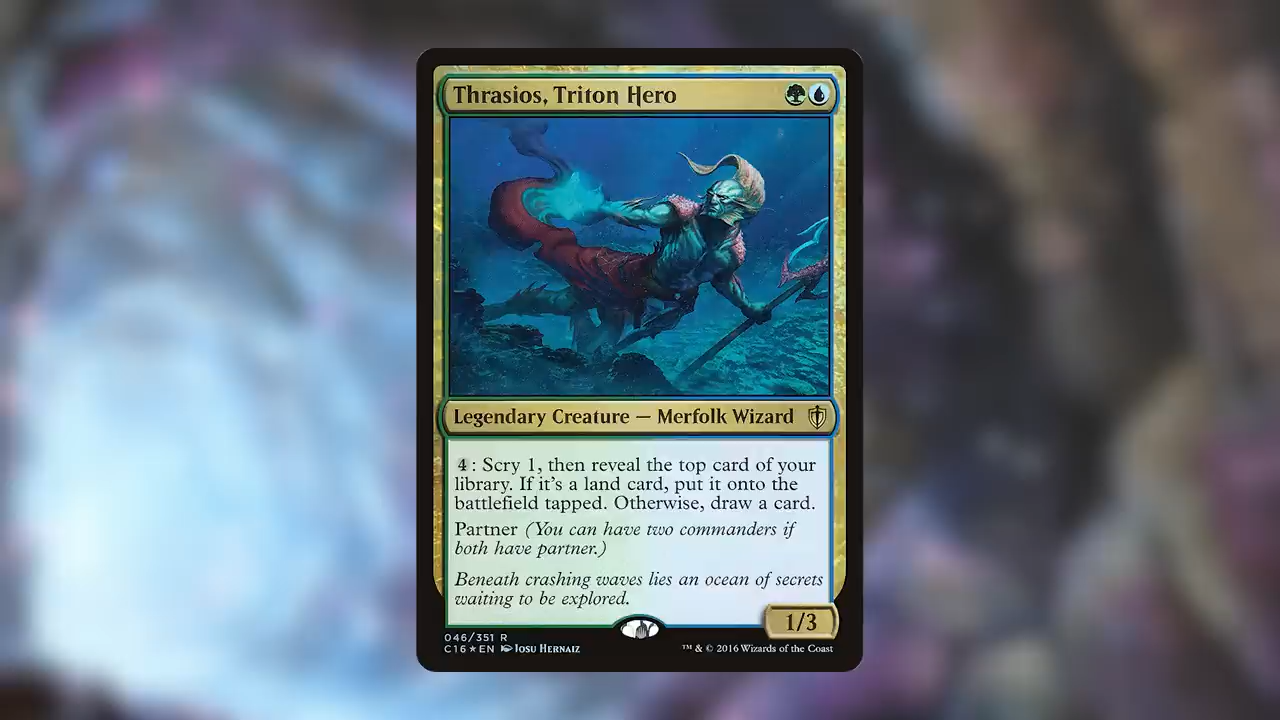 Thrasios, Triton Hero
Legendary Creature — Merfolk Wizard
4: Scry 1, then reveal the top card of your
library. If it's a land card, put it onto the
battlefield tapped. Otherwise, draw a card.
Partner (You can have two commanders if
both have partner.)
Beneath crashing waves lies an ocean of secrets
waiting to be explored.
1/3
046/351 R
C16★EN Iosu Hernaiz
™ & © 2016 Wizards of the Coast